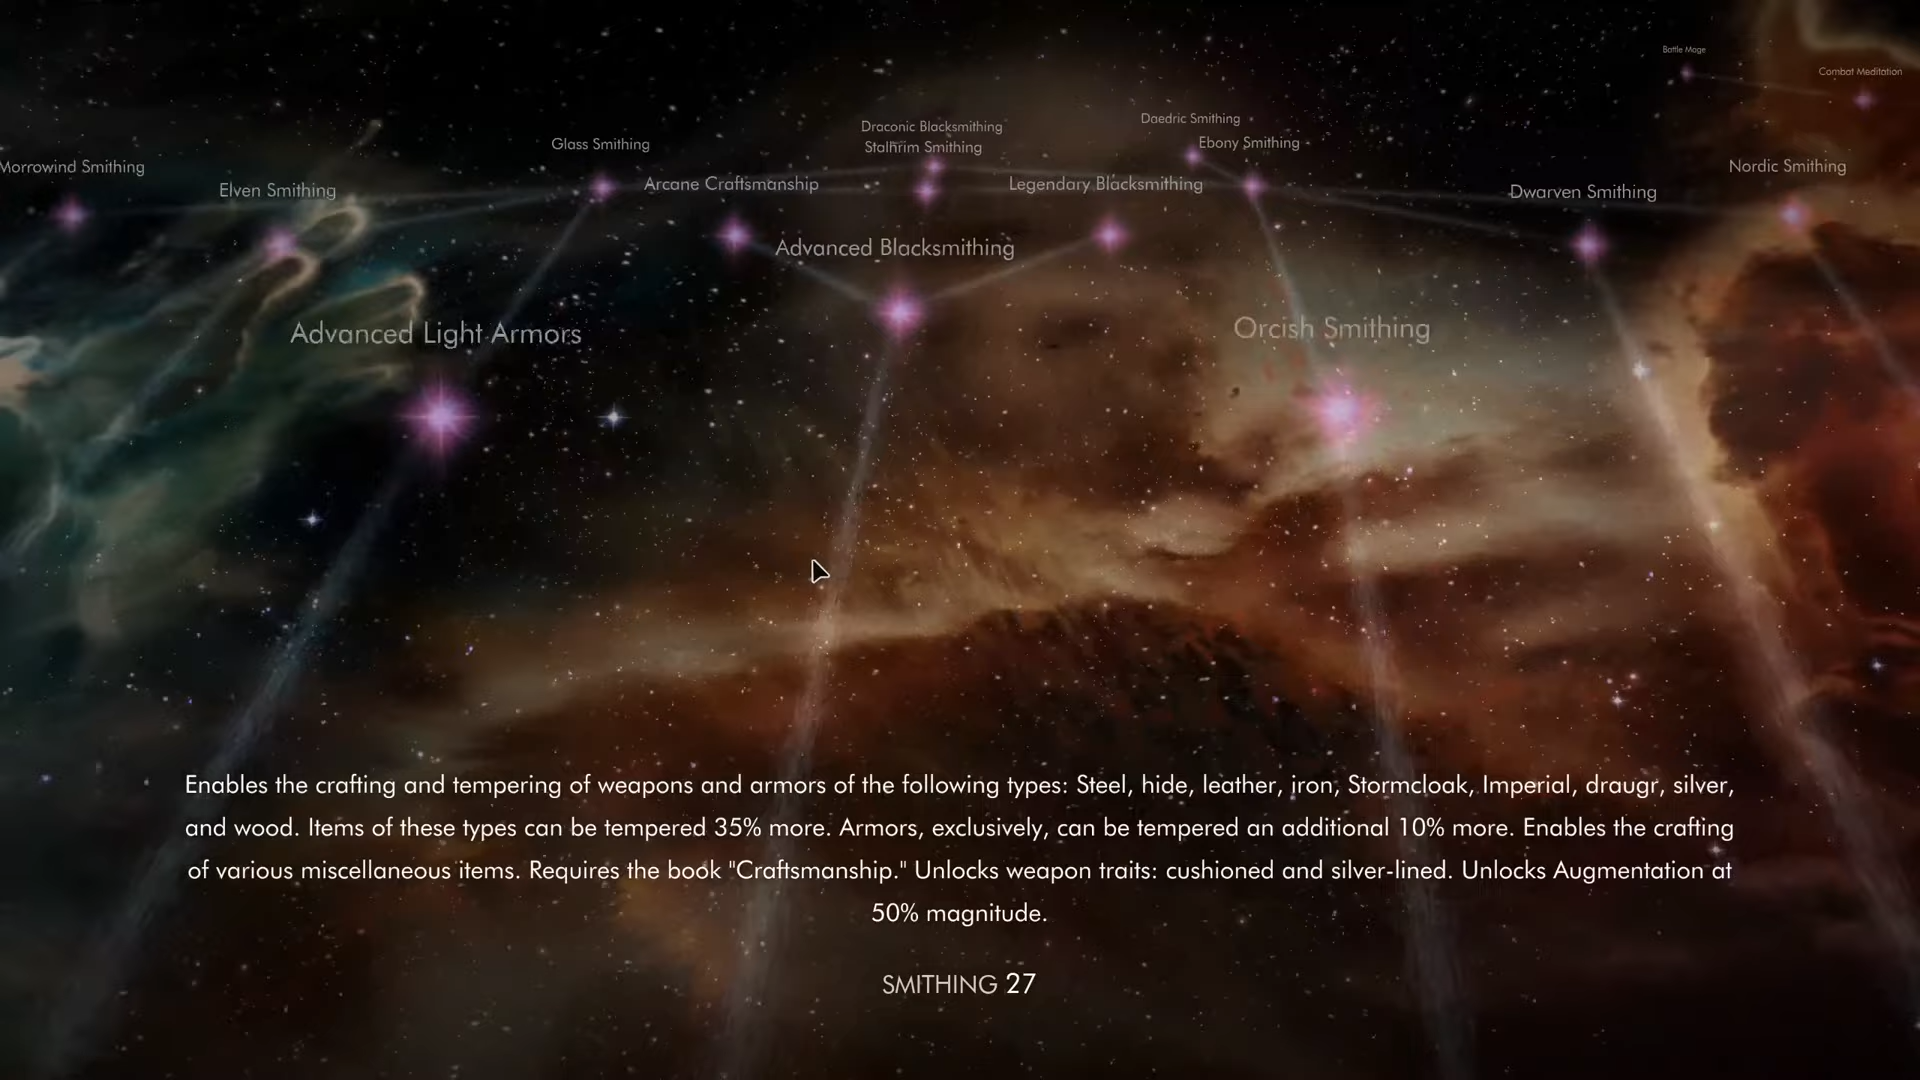 Battle Mage
Combat Meditation
Daedric Smithing
Draconic Blacksmithing
Glass Smithing
Ebony Smithing
Stalhrim Smithing
Morrowind Smithing
Nordic Smithing
Elven Smithing
Arcane Craftsmanship
Legendary Blacksmithing
Dwarven Smithing
Advanced Blacksmithing
Advanced Light Armors
Orcish Smithing
Enables the crafting and tempering of weapons and armors of the following types: Steel, hide, leather, iron, Stormcloak, Imperial, draugr, silver,
and wood. Items of these types can be tempered 35% more. Armors, exclusively, can be tempered an additional 10% more. Enables the crafting
of various miscellaneous items. Requires the book "Craftsmanship." Unlocks weapon traits: cushioned and silver-lined. Unlocks Augmentation at
50% magnitude.
SMITHING 27